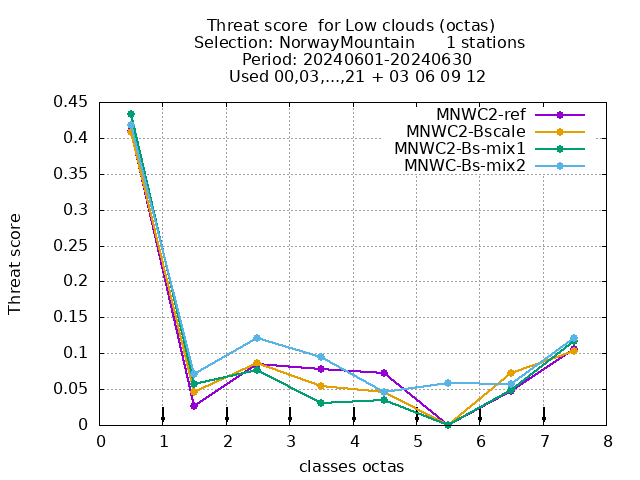 Threat score  for Low clouds (octas)
Selection: NorwayMountain      1 stations
Period: 20240601-20240630
Used 00,03,...,21 + 03 06 09 12
MNWC2-ref
MNWC2-Bscale
MNWC2-Bs-mix1
MNWC-Bs-mix2
Threat score
0.45
0.4
0.35
0.3
0.25
0.2
0.15
0.1
0.05
0
0 1 2 3 4 5 6 7 8
classes octas